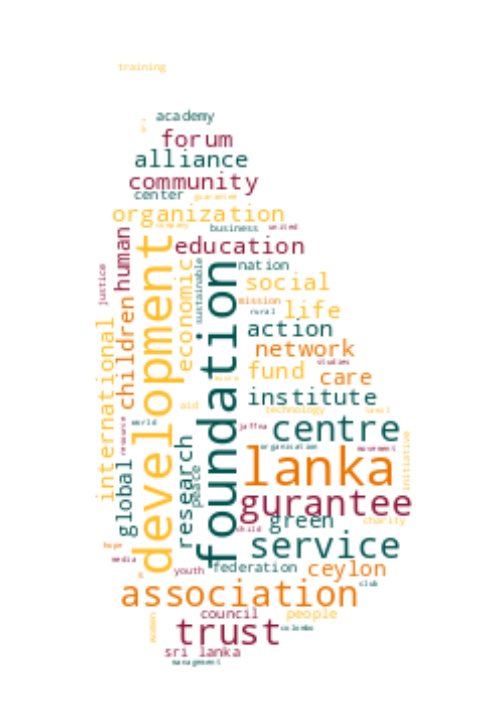 training
academy
forum
alliance
community
center
guarantee
organization
company
business
united
human
education
nation
justice
development
economic
sustainable
foundation
social
mission
rural
life
action
children
international
network
studies
fund
care
institute
aid
technology
tamil
world
resource
jaffna
centre
research
organisation
movement
initiative
global
peace
lanka
gurantee
green
child
charity
hope
service
media
youth
federation
ceylon
club
association
women
council
people
trust
colombo
sri lanka
management